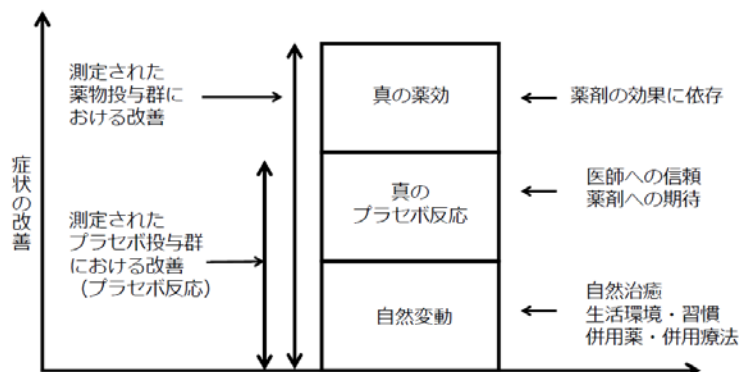 症状の改善
測定された
薬物投与群に
おける改善
測定された
プラセボ投与群
における改善
（プラセボ反応）
真の薬効
真の
プラセボ反応
自然変動
薬剤の効果に依存
医師への信頼
薬剤への期待
自然治癒
生活環境・習慣
併用薬・併用療法